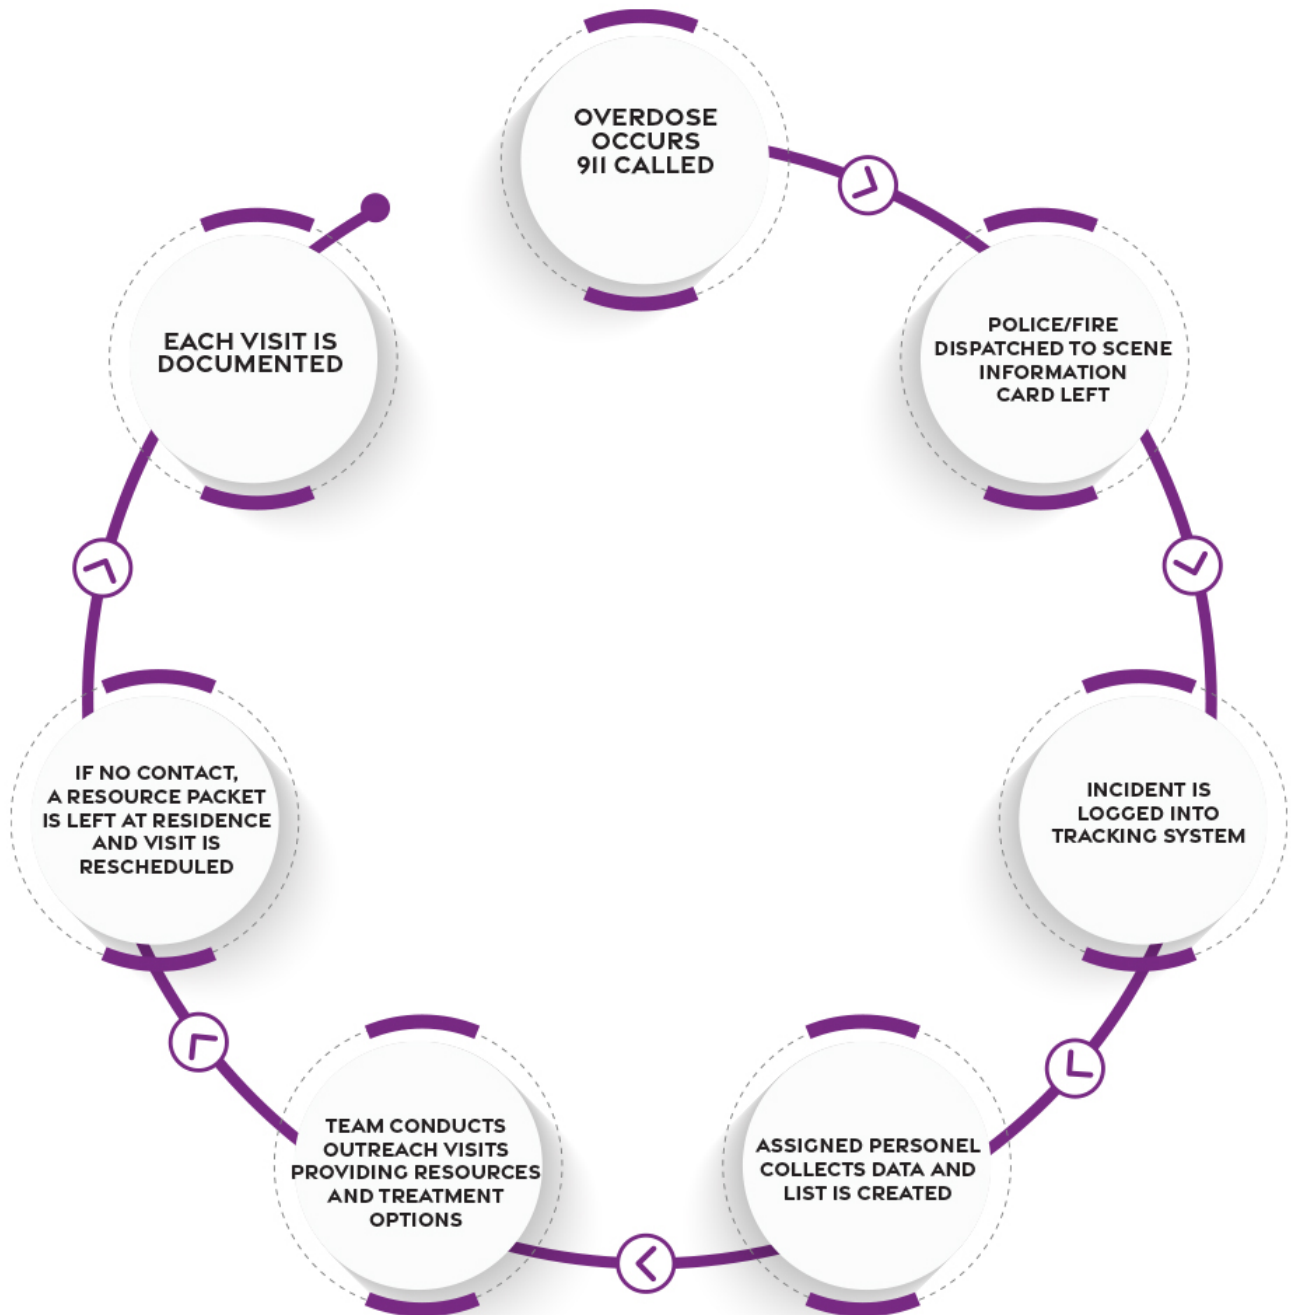 OVERDOSE
OCCURS
911 CALLED
POLICE/FIRE
DISPATCHED TO SCENE
INFORMATION
CARD LEFT
INCIDENT IS
LOGGED INTO
TRACKING SYSTEM
ASSIGNED PERSONEL
COLLECTS DATA AND
LIST IS CREATED
TEAM CONDUCTS
OUTREACH VISITS
PROVIDING RESOURCES
AND TREATMENT
OPTIONS
IF NO CONTACT,
A RESOURCE PACKET
IS LEFT AT RESIDENCE
AND VISIT IS
RESCHEDULED
EACH VISIT IS
DOCUMENTED